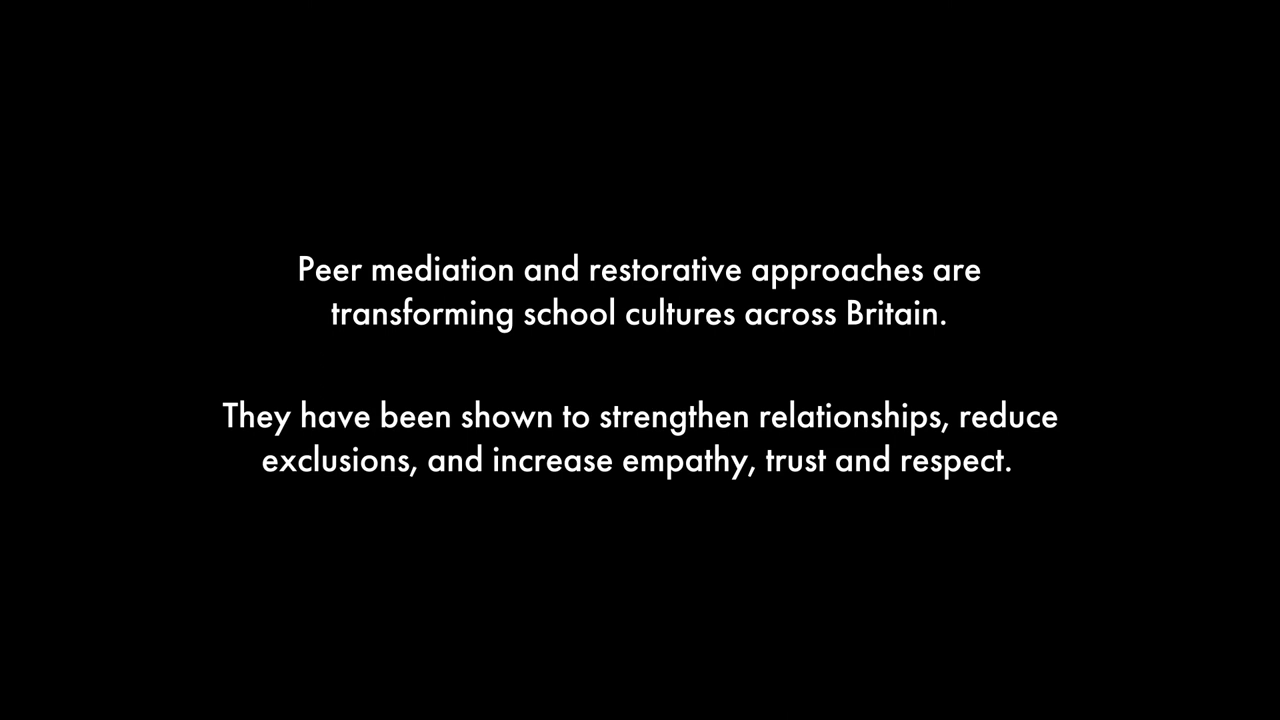 Peer mediation and restorative approaches are
transforming school cultures across Britain.
They have been shown to strengthen relationships, reduce
exclusions, and increase empathy, trust and respect.